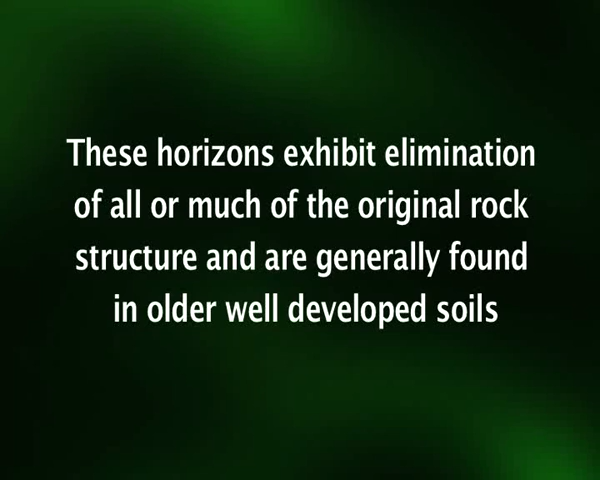 These horizons exhibit elimination
of all or much of the original rock
structure and are generally found
in older well developed soils